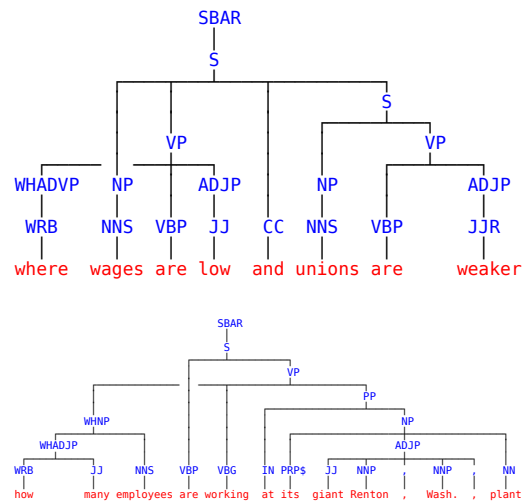 SBAR
S
S
VP VP
WHADVP NP ADJP NP ADJP
WRB NNS VBP JJ CC NNS VBP JJR
where wages are low and unions are weaker
SBAR
S
VP
PP
WHNP NP
WHADJP ADJP
WRB JJ NNS VBP VBG IN PRP$ JJ NNP , NNP , NN
how many employees are working at its giant Renton , Wash. , plant